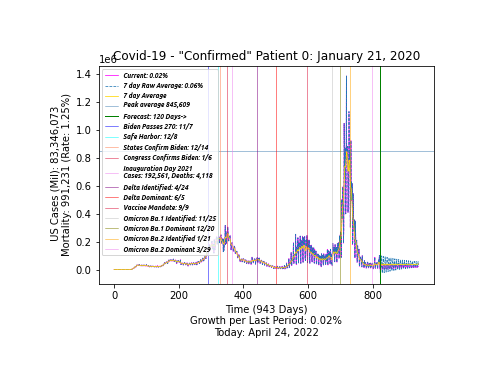 Covid-19 - "Confirmed" Patient 0: January 21, 2020
1e6
US Cases (Mil): 83,346,073
Mortality: 991,231 (Rate: 1.25%)
1.4
1.2
1.0
0.8
0.6
0.4
0.2
0.0
Current: 0.02%
7 day Raw Average: 0.06%
7 day Average
Peak average 845,609
Forecast: 120 Days->
Biden Passes 270: 11/7
Safe Harbor: 12/8
States Confirm Biden: 12/14
Congress Confirms Biden: 1/6
Inauguration Day 2021
Cases: 192,561, Deaths: 4,118
Delta Identified: 4/24
Delta Dominant: 6/5
Vaccine Mandate: 9/9
Omicron Ba.1 Identified: 11/25
Omicron Ba.1 Dominant 12/20
Omicron Ba.2 Identified 1/21
Omicron Ba.2 Dominant 3/29
0 200 400 600 800
Time (943 Days)
Growth per Last Period: 0.02%
Today: April 24, 2022